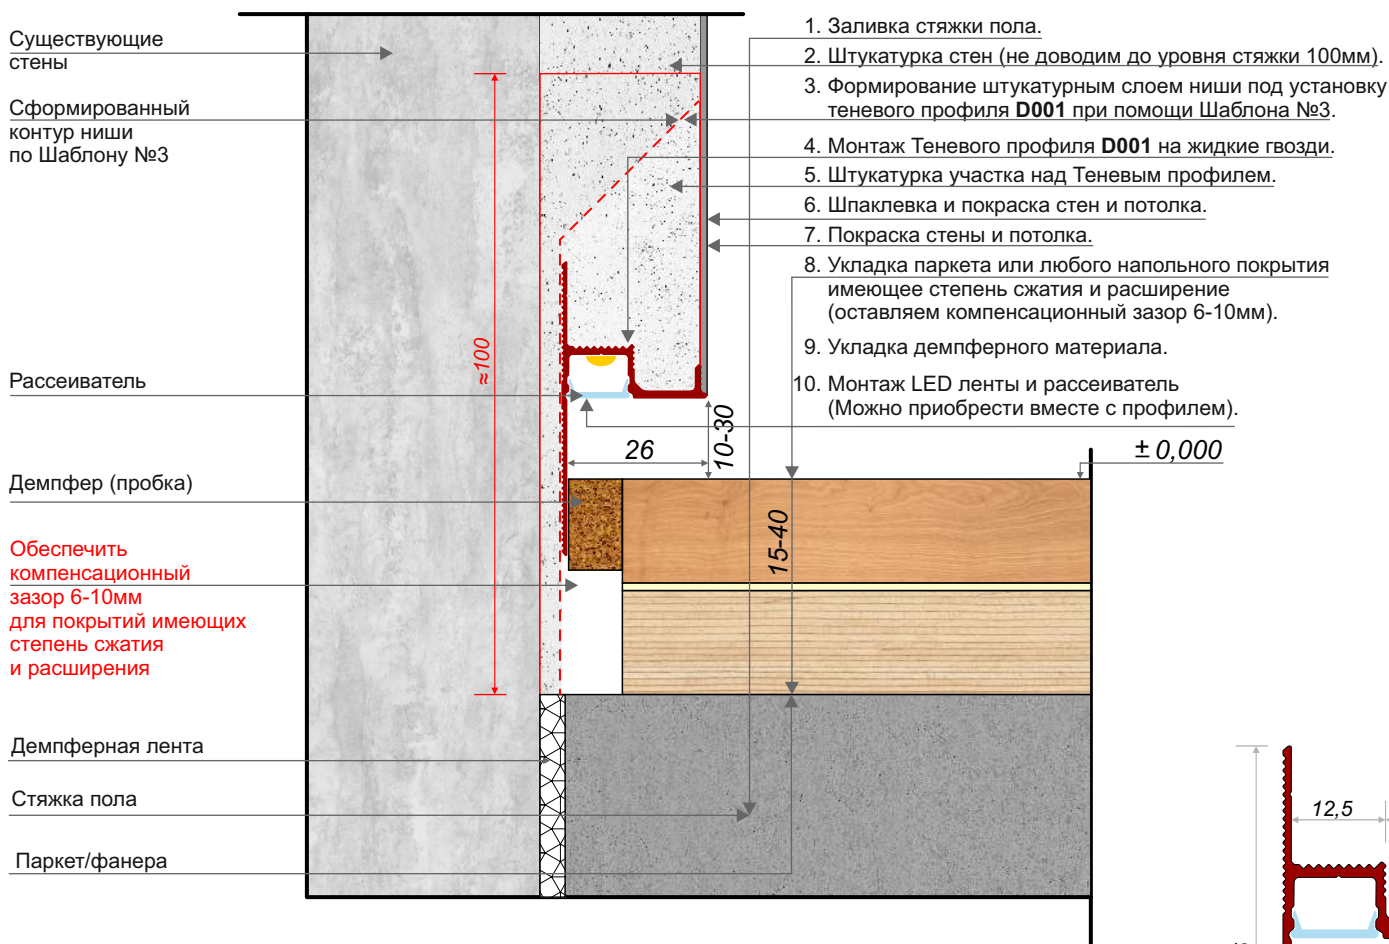 Существующие
стены
Сформированный
контур ниши
по Шаблону №3
Рассеиватель
Демпфер (пробка)
Обеспечить
компенсационный
зазор 6-10мм
для покрытий имеющих
степень сжатия
и расширения
Демпферная лента
Стяжка пола
Паркет/фанера
1. Заливка стяжки пола.
2. Штукатурка стен (не доводим до уровня стяжки 100мм).
3. Формирование штукатурным слоем ниши под установку
теневого профиля D001 при помощи Шаблона №3.
4. Монтаж Теневого профиля D001 на жидкие гвозди.
5. Штукатурка участка над Теневым профилем.
6. Шпаклевка и покраска стен и потолка.
7. Покраска стены и потолка.
8. Укладка паркета или любого напольного покрытия
имеющее степень сжатия и расширение
(оставляем компенсационный зазор 6-10мм).
9. Укладка демпферного материала.
10. Монтаж LED ленты и рассеиватель
(Можно приобрести вместе с профилем).
≈100
26
10-30
± 0,000
15-40
12,5